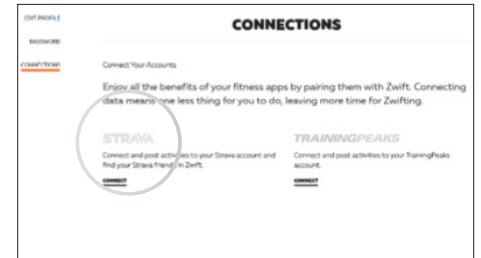 EDIT PROFILE
CONNECTIONS
PASSWORD
CONNECTIONS
Connect Your Accounts
Enjoy all the benefits of your fitness apps by pairing them with Zwift. Connecting
data means one less thing for you to do, leaving more time for Zwifting.
STRAVA
Connect and post activities to your Strava account and
find your Strava friends in Zwift.
CONNECT
TRAININGPEAKS
Connect and post activities to your TrainingPeaks
account.
CONNECT